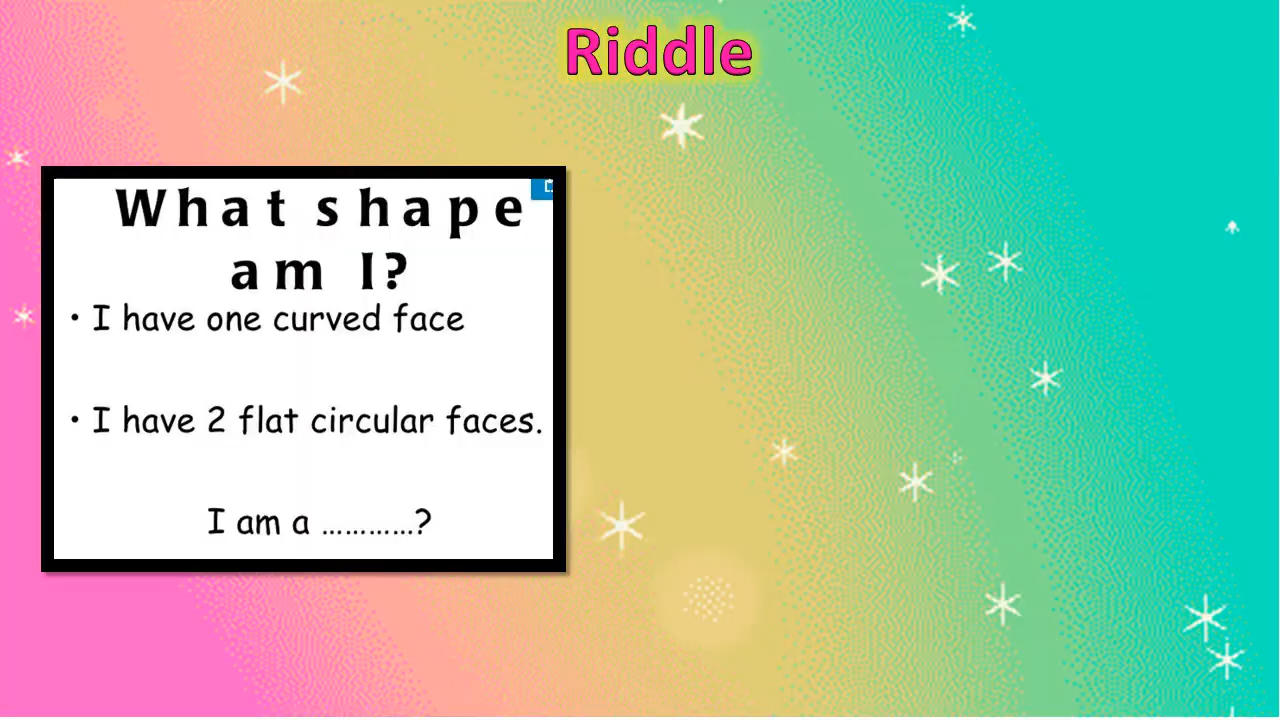 Riddle
What shape
am I?
• I have one curved face
• I have 2 flat circular faces.
I am a …………?